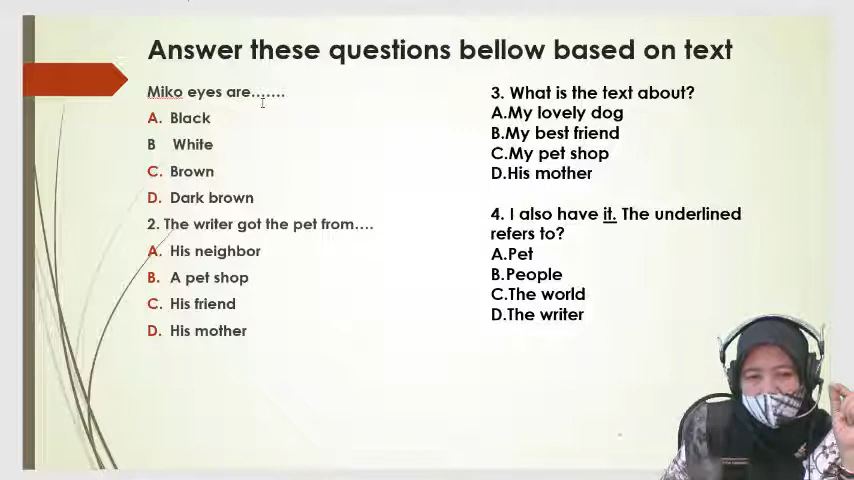 Answer these questions bellow based on text
Miko eyes are…….
A. Black
B White
C. Brown
D. Dark brown
2. The writer got the pet from….
A. His neighbor
B. A pet shop
C. His friend
D. His mother
3. What is the text about?
A.My lovely dog
B.My best friend
C.My pet shop
D.His mother
4. I also have it. The underlined
refers to?
A.Pet
B.People
C.The world
D.The writer